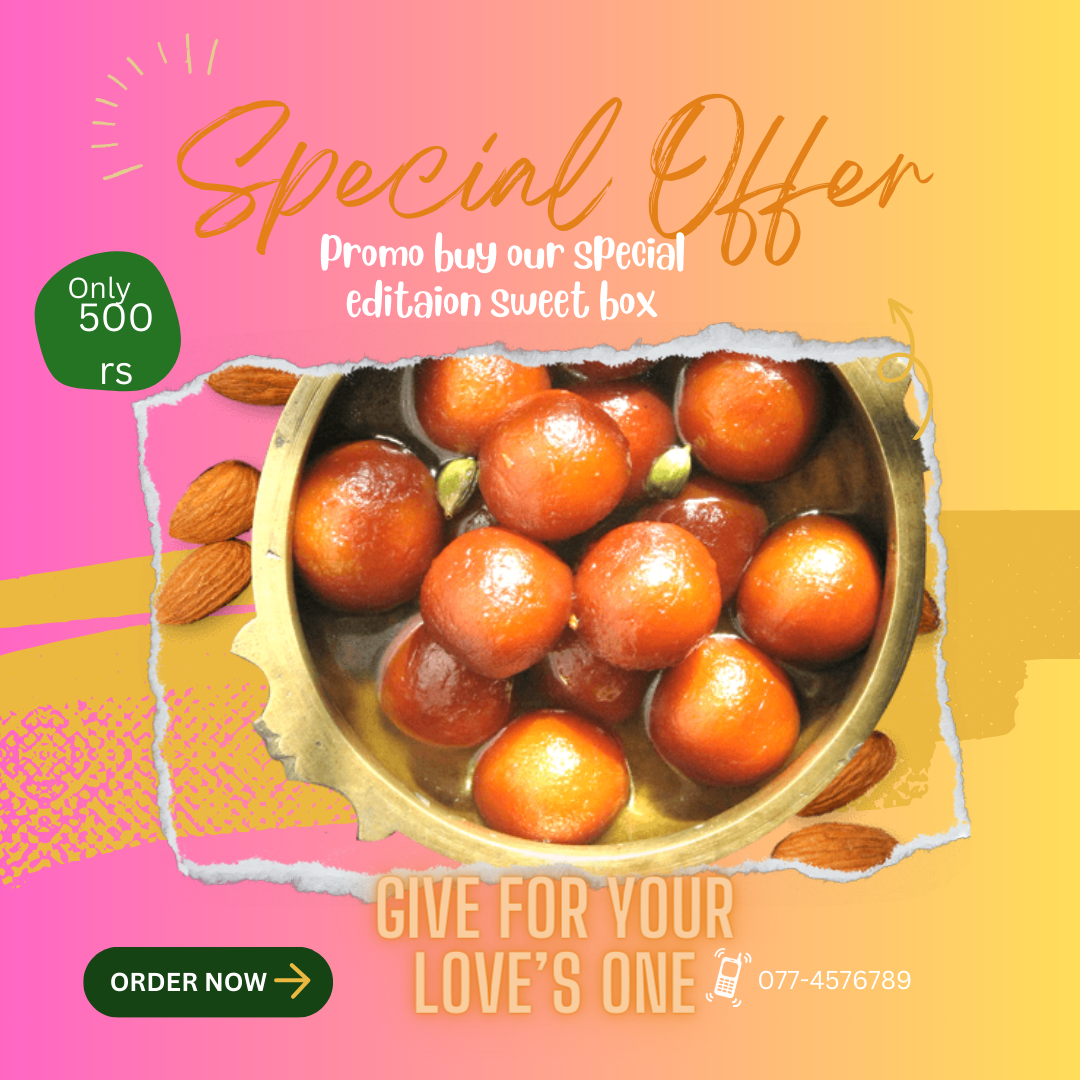 Special Offer
Promo buy our special
editaion sweet box
Only
500
rs
GIVE FOR YOUR
LOVE'S ONE
ORDER NOW
077-4576789